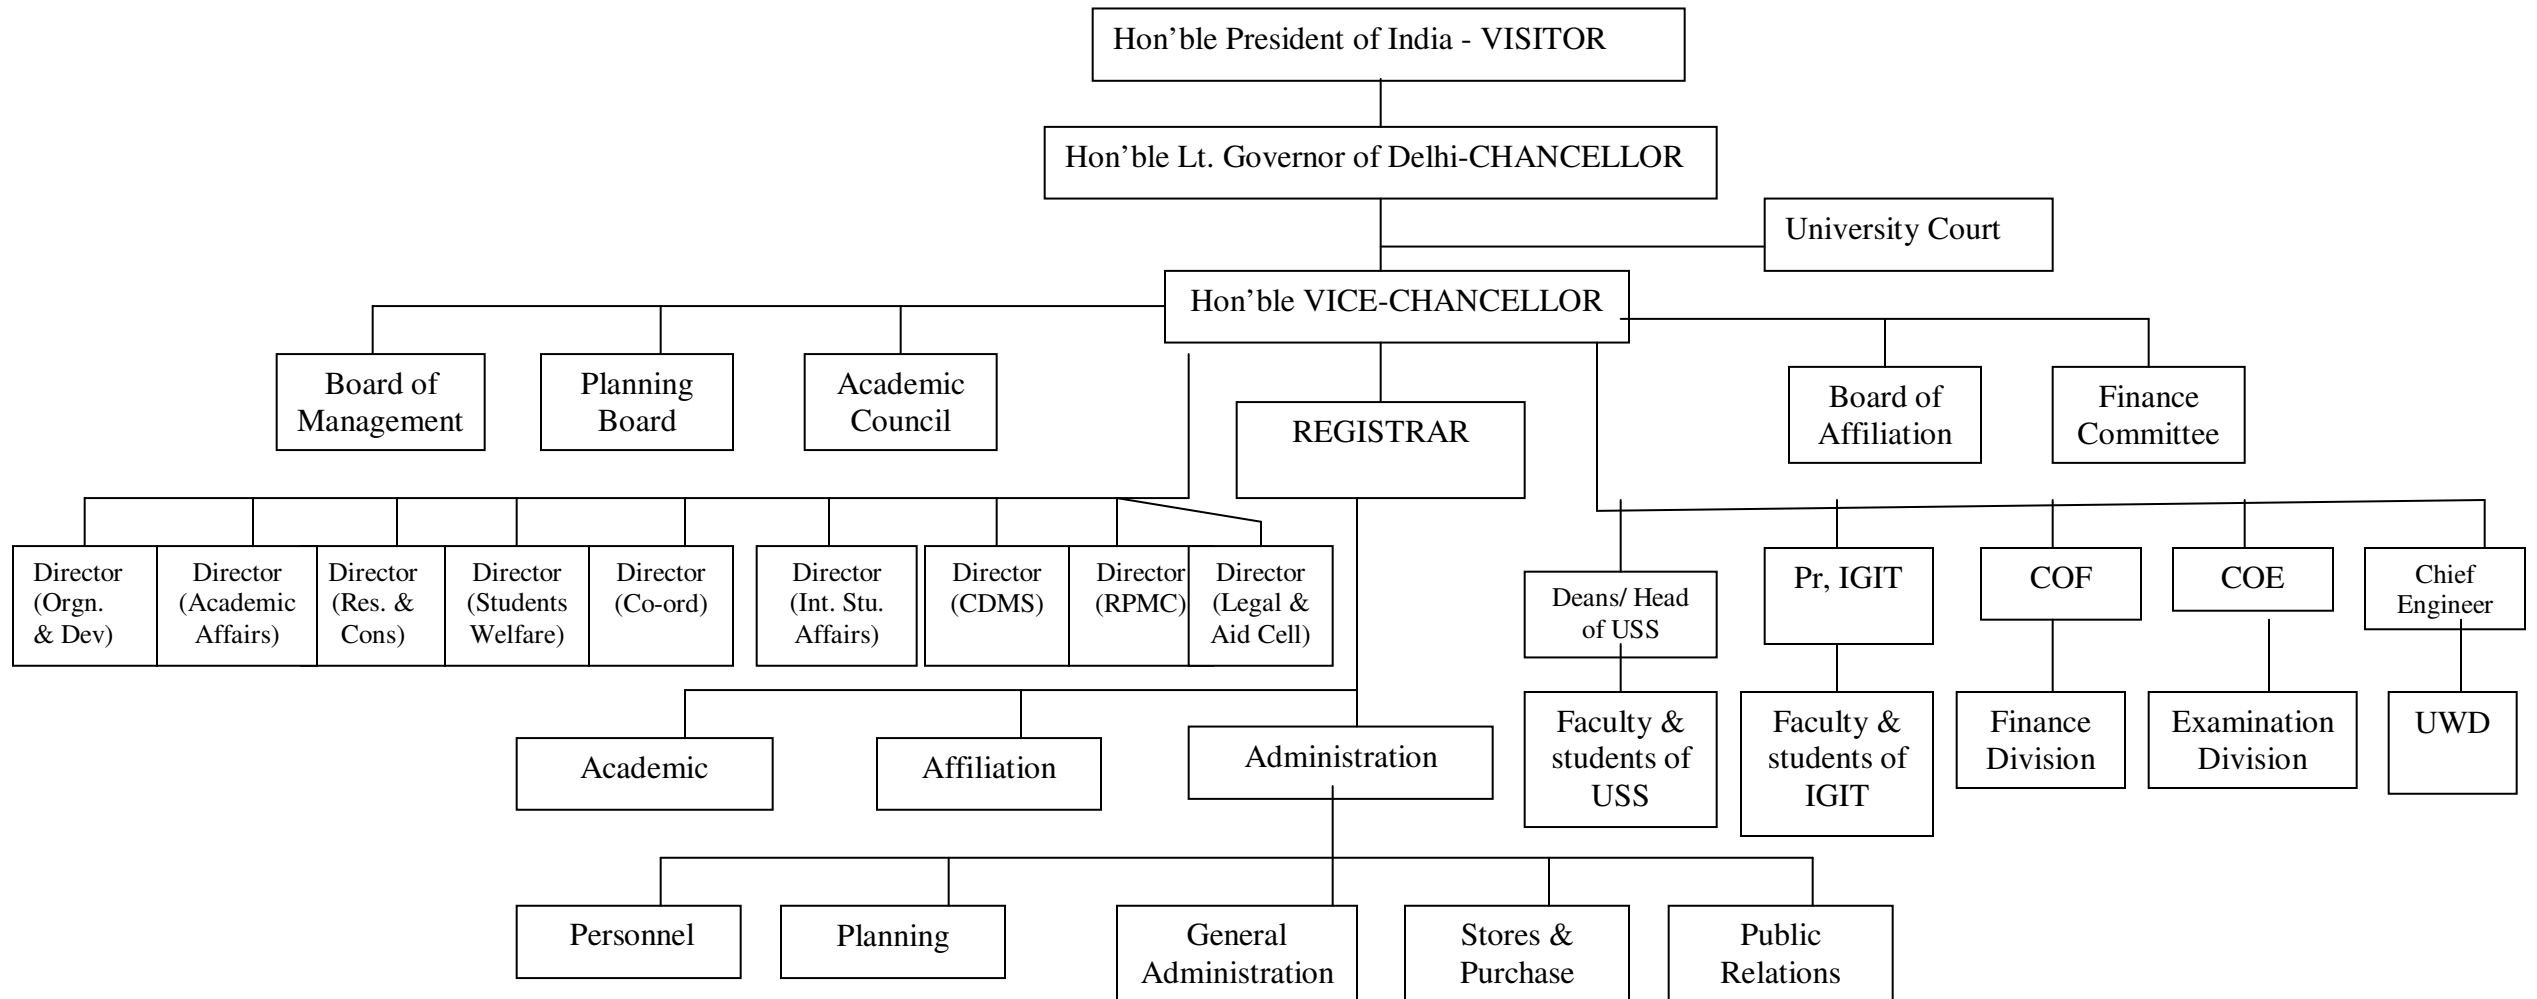 Hon’ble President of India - VISITOR
Hon’ble Lt. Governor of Delhi-CHANCELLOR
University Court
Hon’ble VICE-CHANCELLOR
Board of
Management
Planning
Board
Academic
Council
REGISTRAR
Board of
Affiliation
Finance
Committee
Director
(Orgn.
& Dev)
Director
(Academic
Affairs)
Director
(Res. &
Cons)
Director
(Students
Welfare)
Director
(Co-ord)
Director
(Int. Stu.
Affairs)
Director
(CDMS)
Director
(RPMC)
Director
(Legal &
Aid Cell)
Deans/ Head
of USS
Pr, IGIT
COF
COE
Chief
Engineer
Faculty &
students of
USS
Faculty &
students of
IGIT
Finance
Division
Examination
Division
UWD
Academic
Affiliation
Administration
Personnel
Planning
General
Administration
Stores &
Purchase
Public
Relations